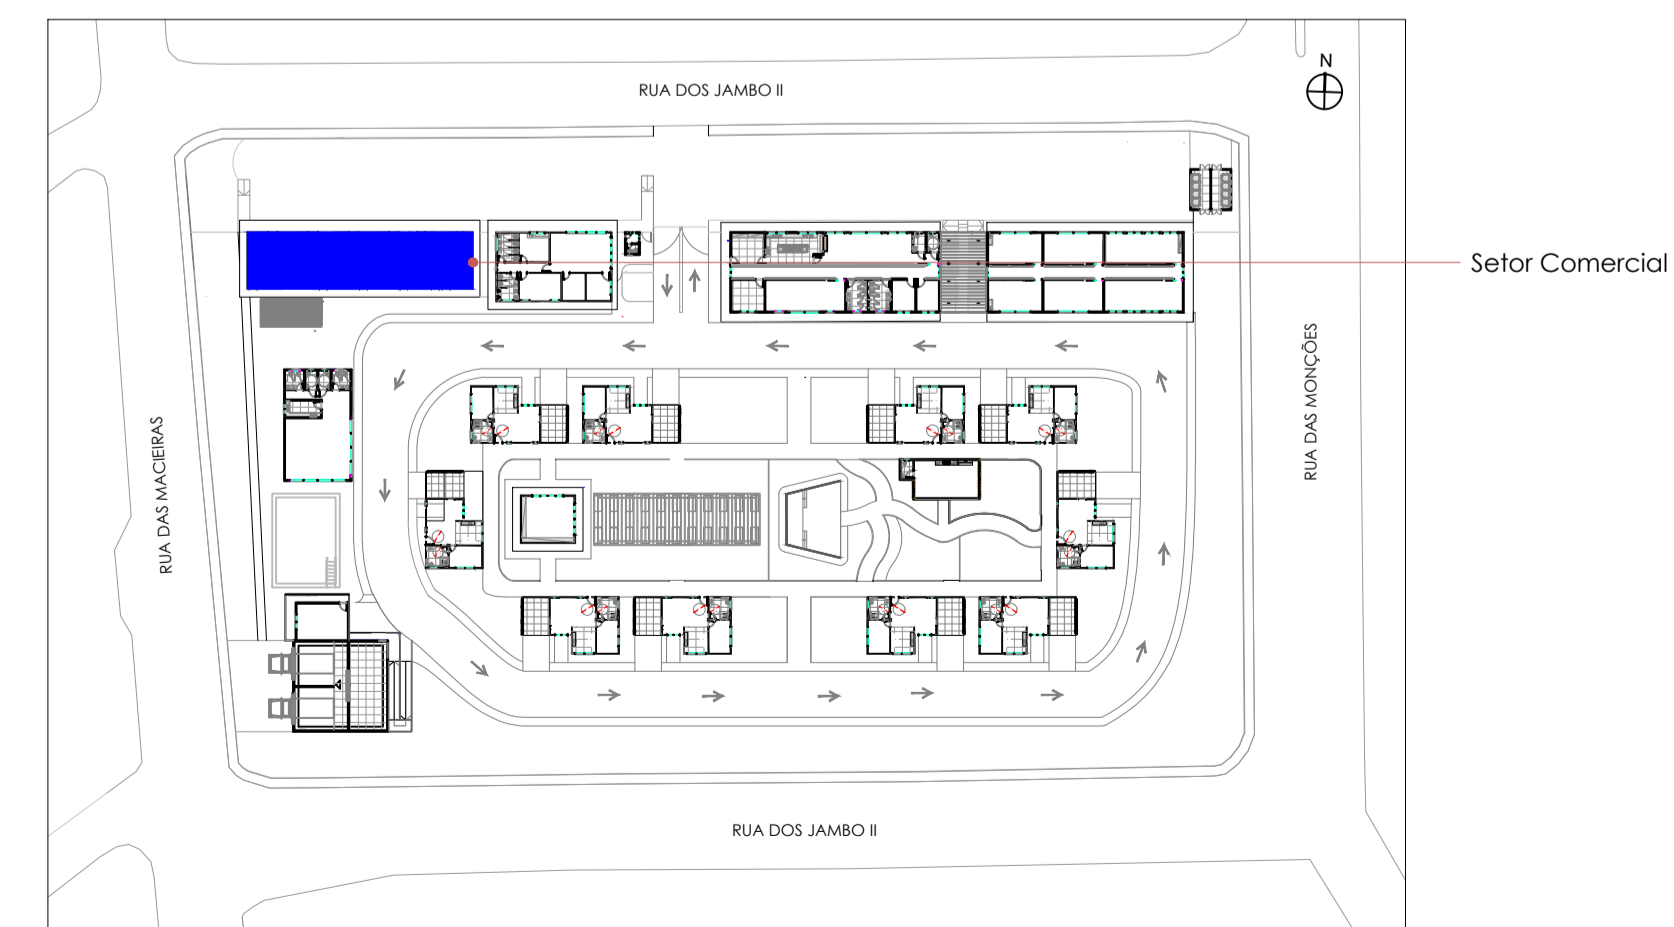 N
RUA DOS JAMBO II
Setor Comercial
RUA DAS MONÇÕES
RUA DAS MACIEIRAS
RUA DOS JAMBO II